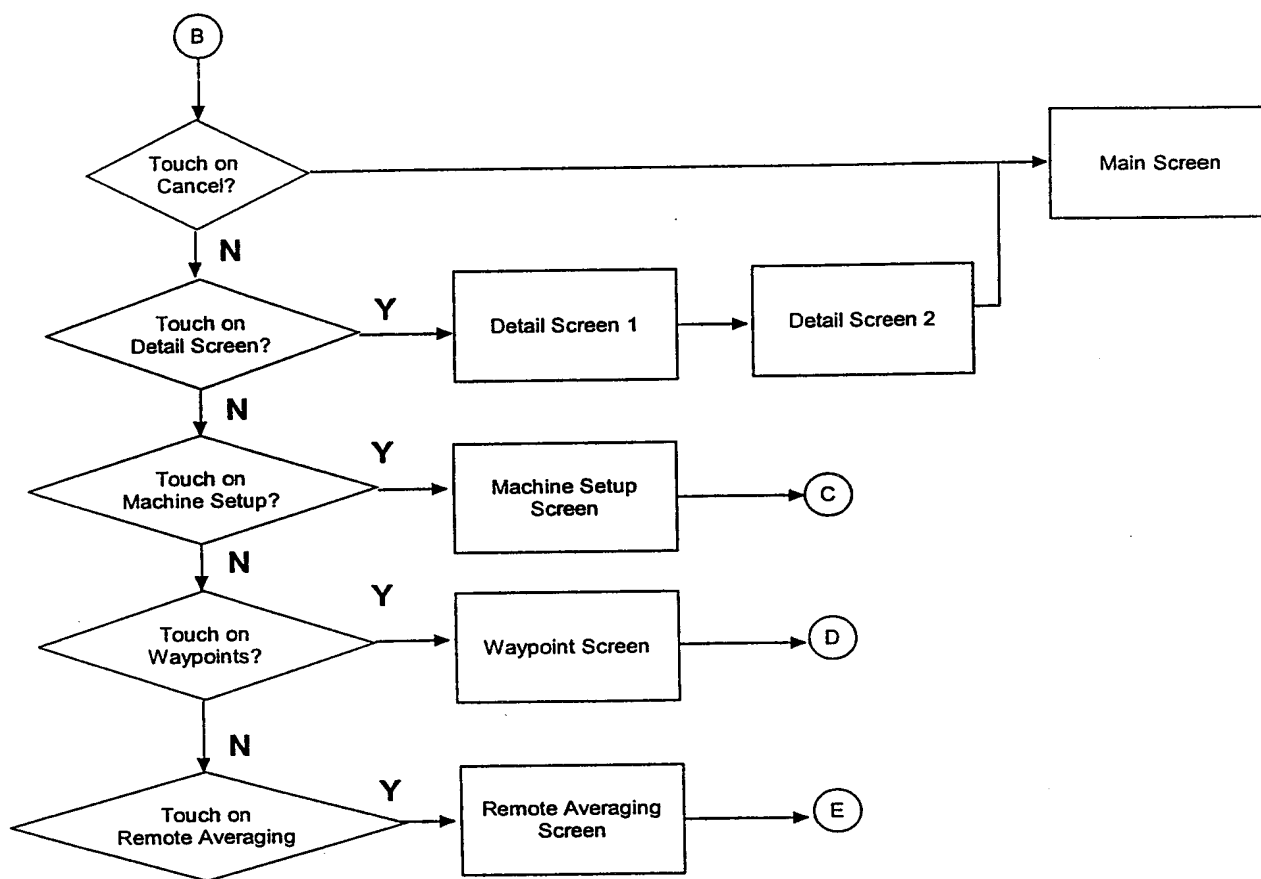 B
Touch on
Cancel?
Main Screen
N
Touch on
Detail Screen?
Y
Detail Screen 1
Detail Screen 2
N
Touch on
Machine Setup?
Y
Machine Setup
Screen
C
N
Touch on
Waypoints?
Y
Waypoint Screen
D
N
Touch on
Remote Averaging
Y
Remote Averaging
Screen
E